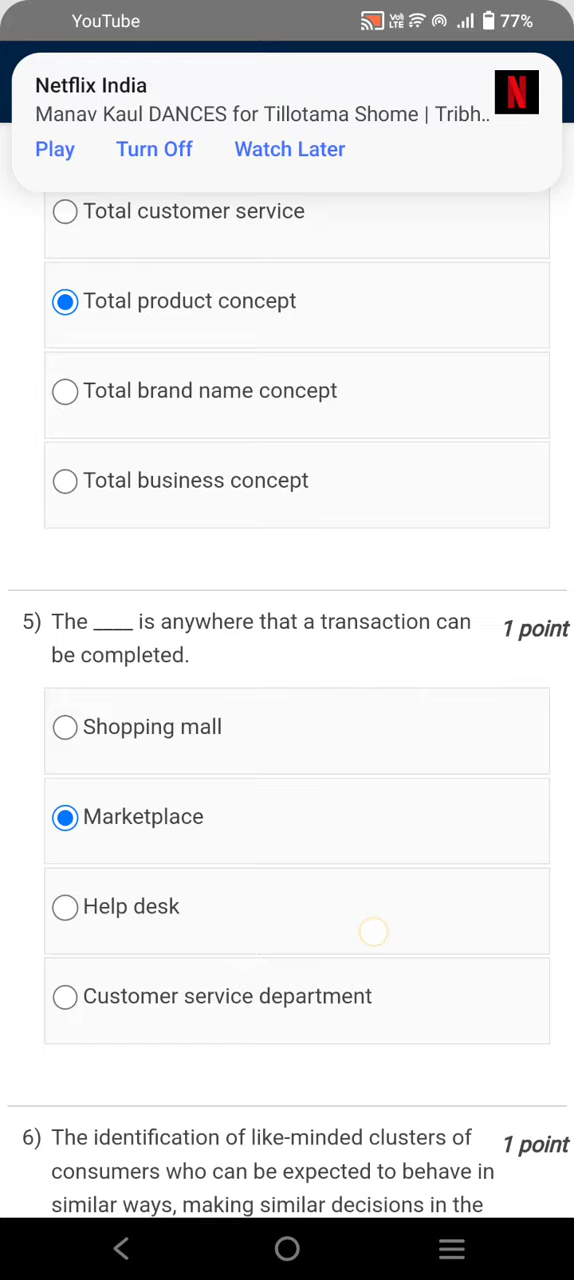 YouTube
Vo) LTE 77%
Netflix India
N
Manav Kaul DANCES for Tillotama Shome | Tribh..
Play Turn Off Watch Later
Total customer service
Total product concept
Total brand name concept
Total business concept
5) The ____ is anywhere that a transaction can
1 point
be completed.
Shopping mall
Marketplace
Help desk
Customer service department
6) The identification of like-minded clusters of
1 point
consumers who can be expected to behave in
similar ways, making similar decisions in the